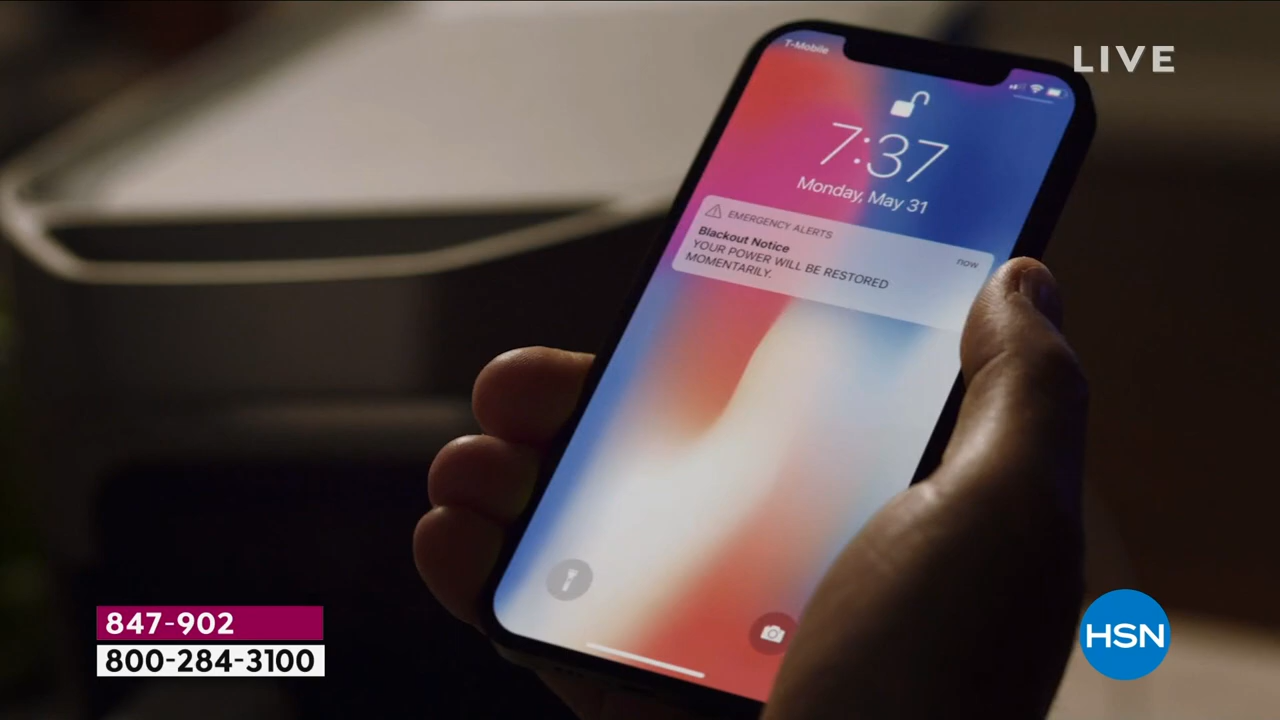 LIVE
T-Mobile
7:37
Monday, May 31
EMERGENCY ALERTS
now
Blackout Notice
YOUR POWER WILL BE RESTORED
MOMENTARILY.
847-902
800-284-3100
HSN